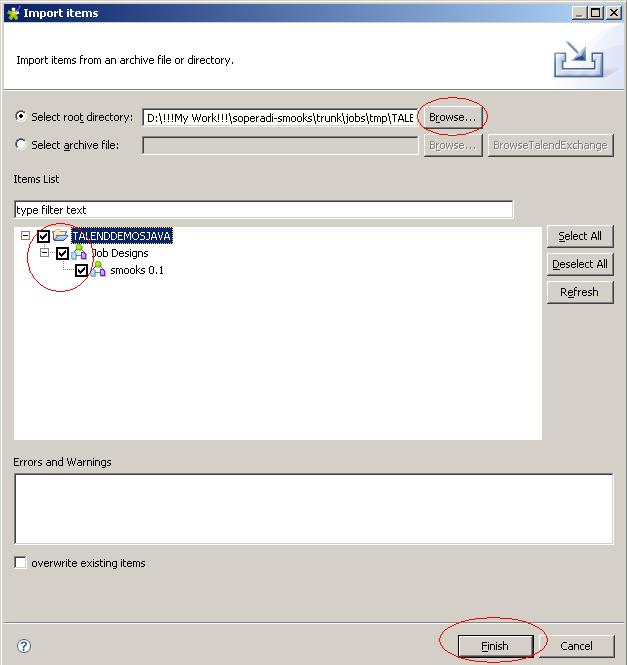 Import items
Import items from an archive file or directory.
Select root directory: D:\!!!My Work!!!\soperadi-smooks\trunk\jobs\tmp\TALE Browse...
Select archive file: Browse... BrowseTalendExchange
Items List
type filter text
TALENDDEMOSJAVA
Job Designs
smooks 0.1
Select All
Deselect All
Refresh
Errors and Warnings
overwrite existing items
? Finish Cancel